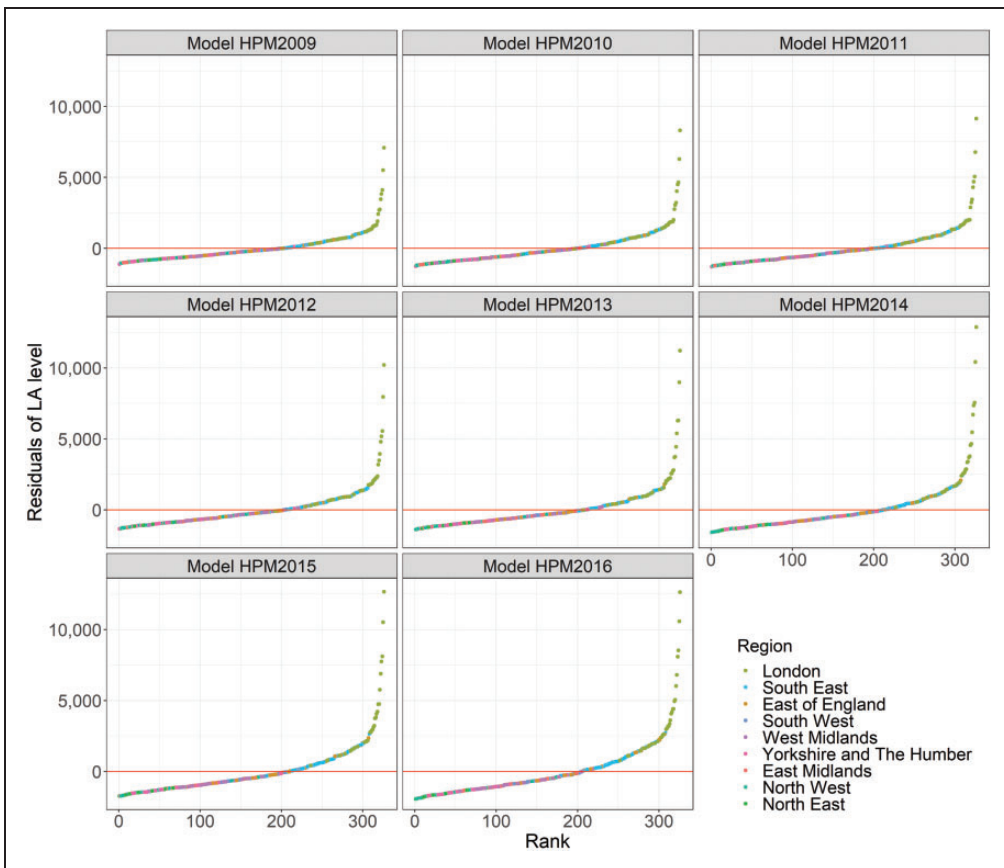 Model HPM2009
Model HPM2010
Model HPM2011
10,000
5,000
0
Model HPM2012
Model HPM2013
Model HPM2014
10,000
5,000
0
Residuals of LA level
0
100
200
300
Model HPM2015
Model HPM2016
10,000
5,000
0
0
100
200
300
0
100
200
300
Rank
Region
London
South East
East of England
South West
West Midlands
Yorkshire and The Humber
East Midlands
North West
North East